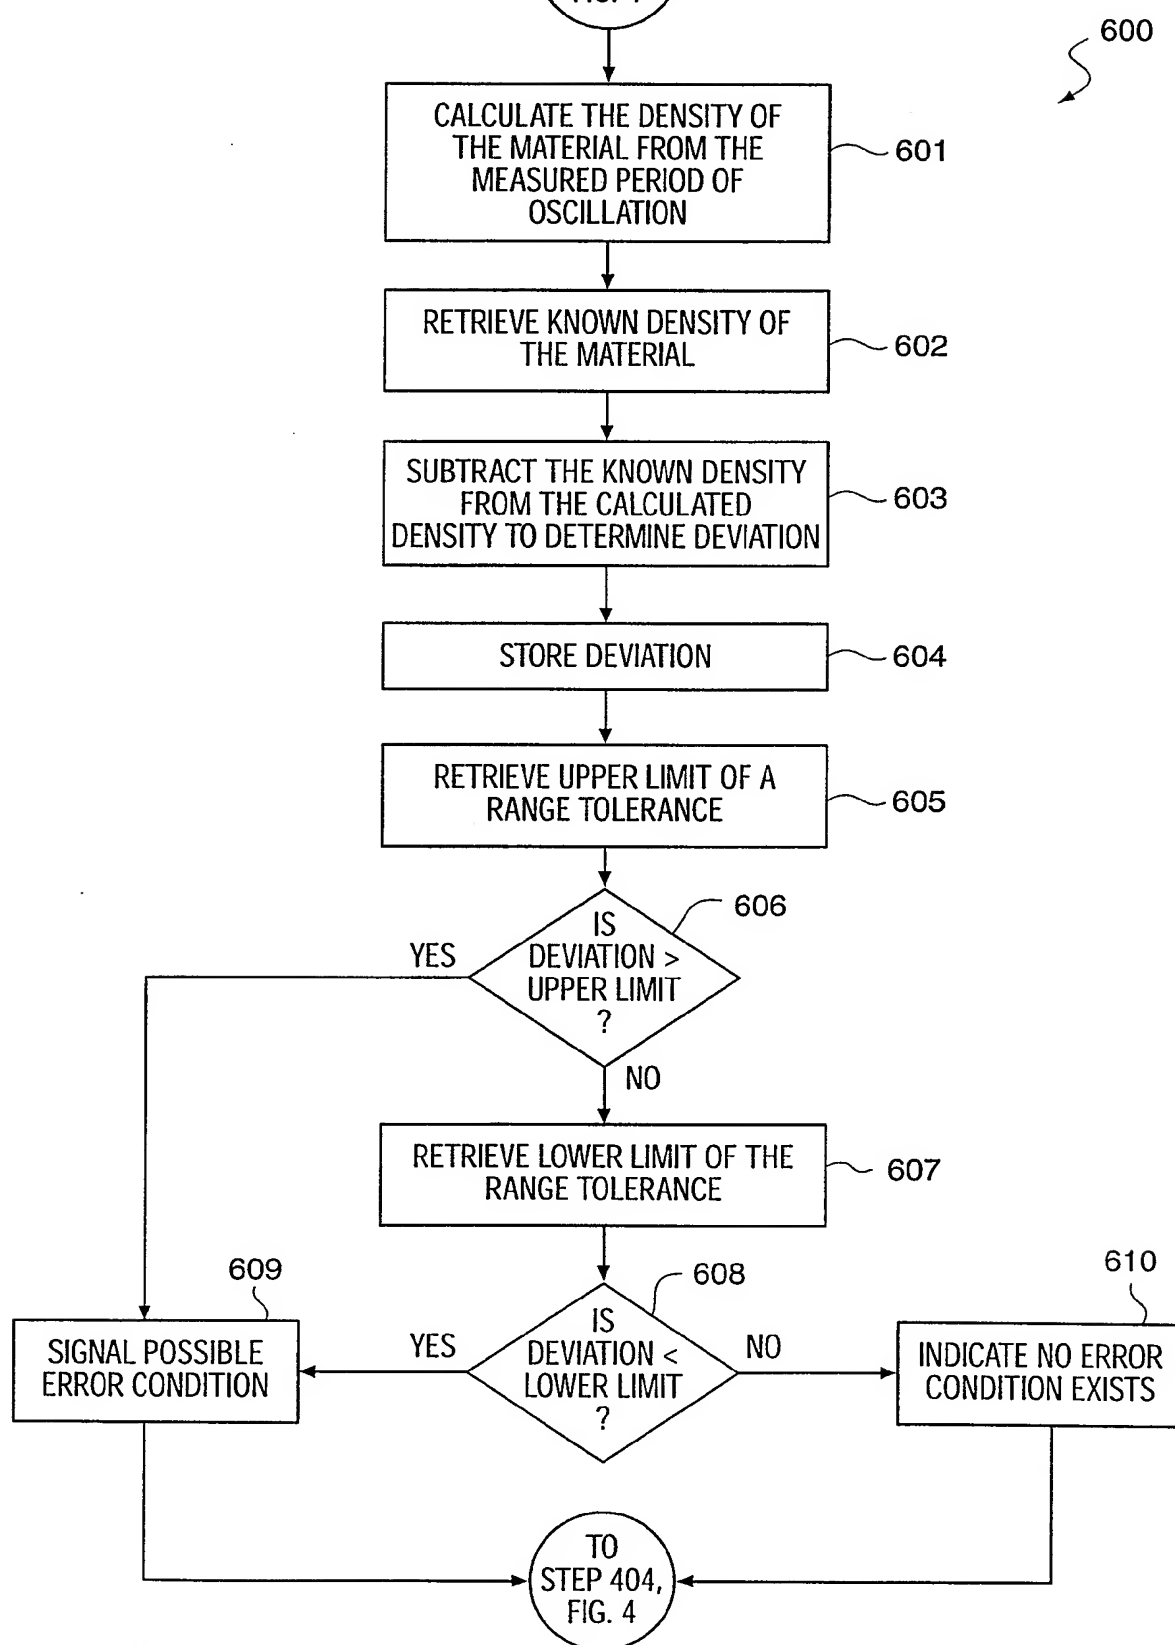 600
CALCULATE THE DENSITY OF
THE MATERIAL FROM THE
MEASURED PERIOD OF
OSCILLATION
601
RETRIEVE KNOWN DENSITY OF
THE MATERIAL
602
SUBTRACT THE KNOWN DENSITY
FROM THE CALCULATED
DENSITY TO DETERMINE DEVIATION
603
STORE DEVIATION
604
RETRIEVE UPPER LIMIT OF A
RANGE TOLERANCE
605
606
IS
DEVIATION >
UPPER LIMIT
?
YES
NO
RETRIEVE LOWER LIMIT OF THE
RANGE TOLERANCE
607
608
IS
DEVIATION <
LOWER LIMIT
?
YES
NO
609
SIGNAL POSSIBLE
ERROR CONDITION
610
INDICATE NO ERROR
CONDITION EXISTS
TO
STEP 404,
FIG. 4